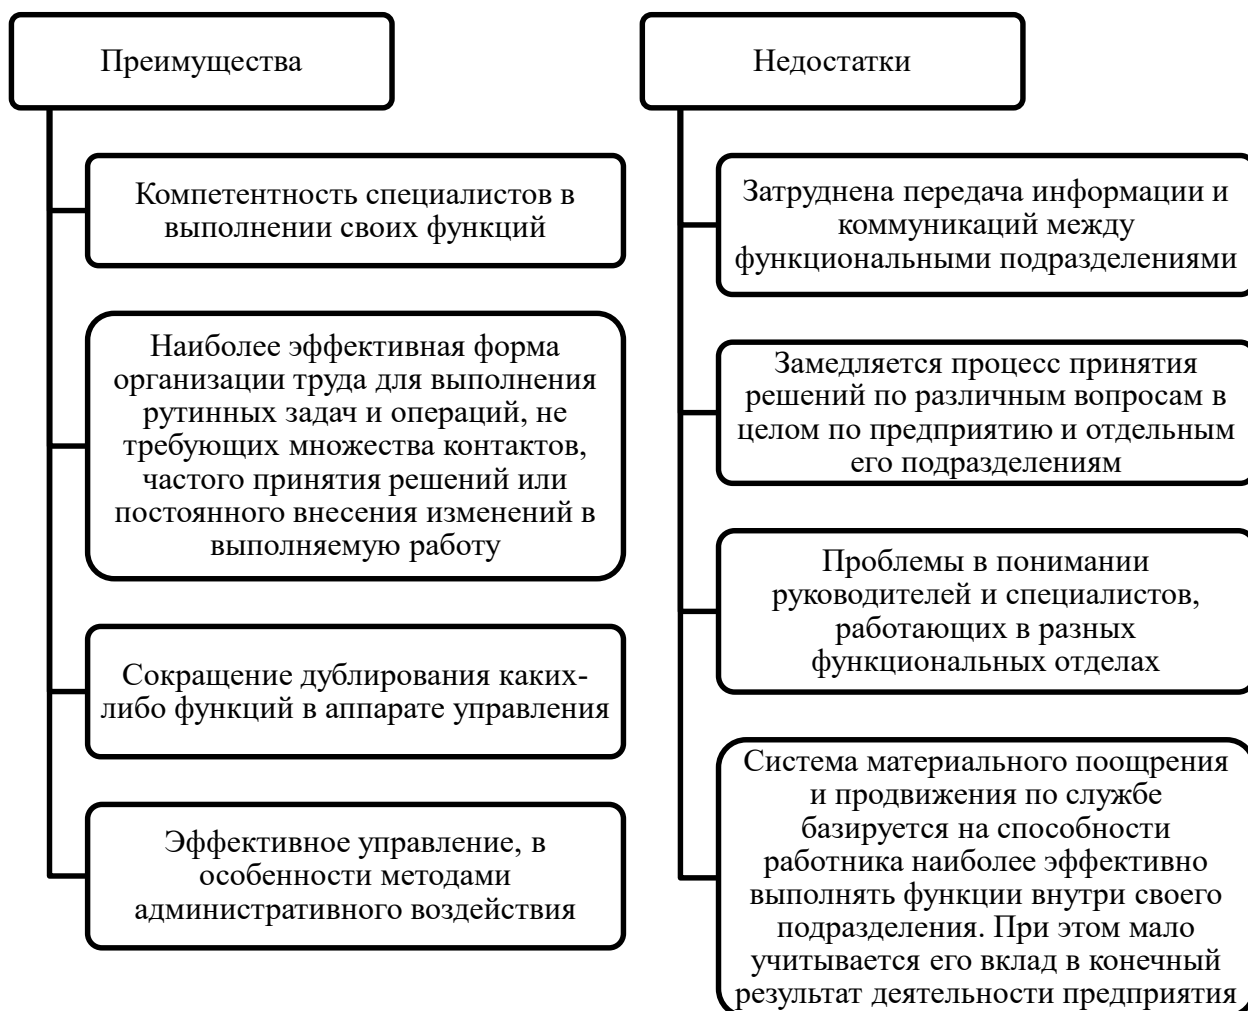 Преимущества
Компетентность специалистов в
выполнении своих функций
Наиболее эффективная форма
организации труда для выполнения
рутинных задач и операций, не
требующих множества контактов,
частого принятия решений или
постоянного внесения изменений в
выполняемую работу
Сокращение дублирования каких-
либо функций в аппарате управления
Эффективное управление, в
особенности методами
административного воздействия
Недостатки
Затруднена передача информации и
коммуникаций между
функциональными подразделениями
Замедляется процесс принятия
решений по различным вопросам в
целом по предприятию и отдельным
его подразделениям
Проблемы в понимании
руководителей и специалистов,
работающих в разных
функциональных отделах
Система материального поощрения
и продвижения по службе
базируется на способности
работника наиболее эффективно
выполнять функции внутри своего
подразделения. При этом мало
учитывается его вклад в конечный
результат деятельности предприятия